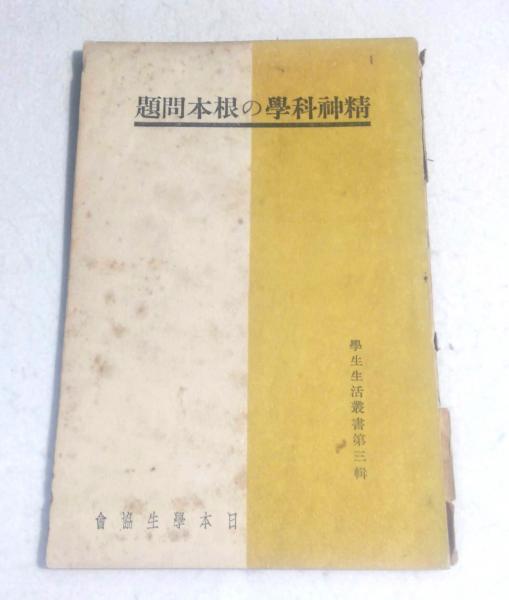 精神科學の根本問題
學生生活叢書第三輯
日本學生協會